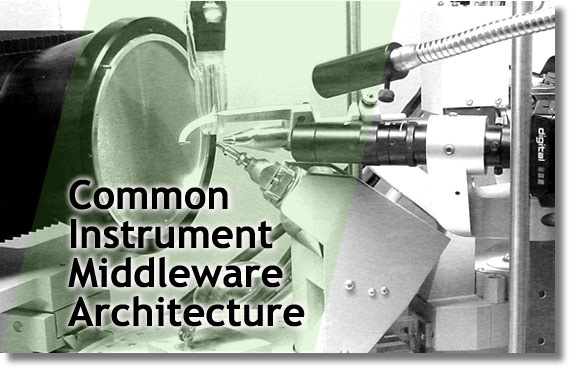 Common
Instrument
Middleware
Architecture
digital